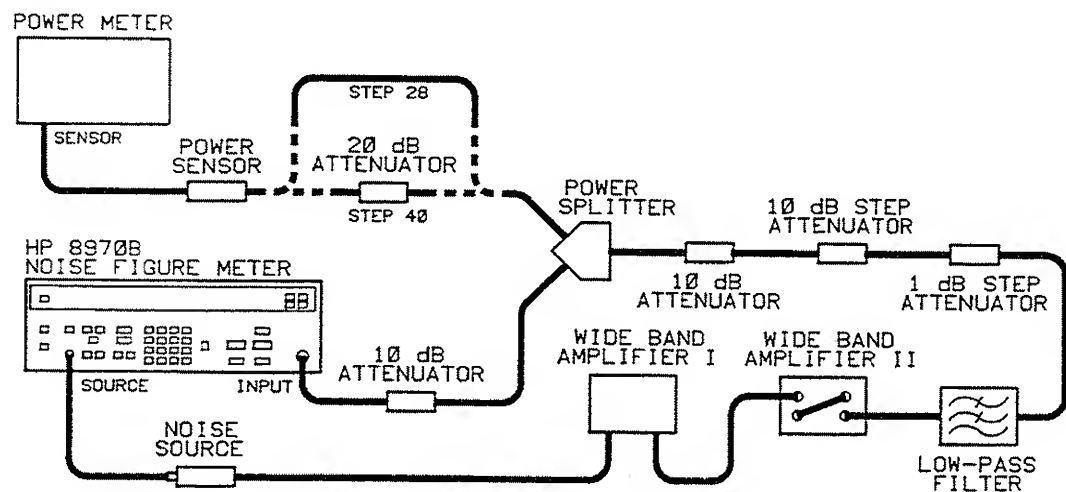 POWER METER
SENSOR
STEP 28
POWER
SENSOR
20 dB
ATTENUATOR
STEP 40
POWER
SPLITTER
10 dB STEP
ATTENUATOR
10 dB
ATTENUATOR
1 dB STEP
ATTENUATOR
HP 8970B
NOISE FIGURE METER
SOURCE
INPUT
10 dB
ATTENUATOR
WIDE BAND
AMPLIFIER I
WIDE BAND
AMPLIFIER II
NOISE
SOURCE
LOW-PASS
FILTER